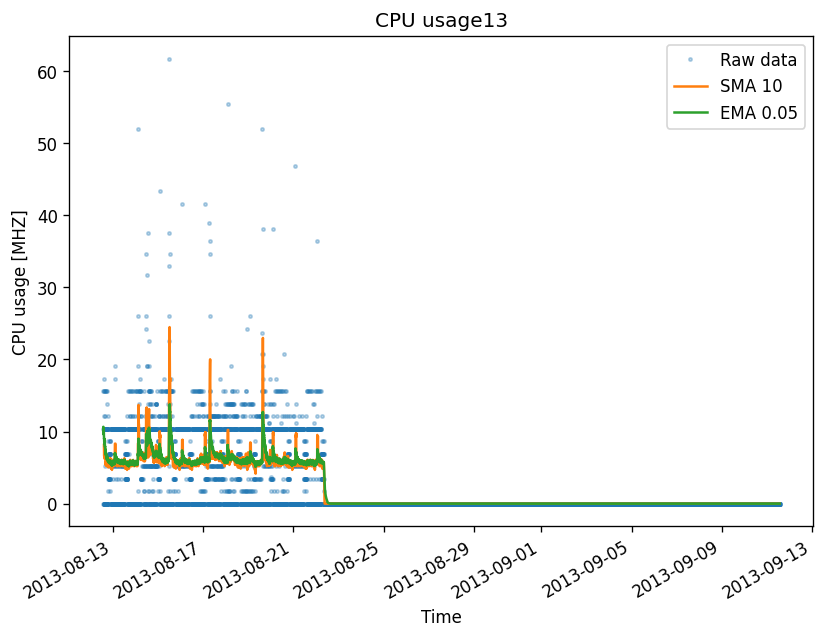 CPU usage13
Raw data
SMA 10
EMA 0.05
CPU usage [MHZ]
60
50
40
30
20
10
0
2013-08-13
2013-08-17
2013-08-21
2013-08-25
2013-08-29
2013-09-01
2013-09-05
2013-09-09
2013-09-13
Time